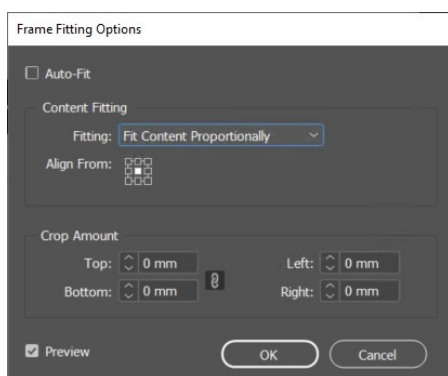 Frame Fitting Options
Auto-Fit
Content Fitting
Fitting: Fit Content Proportionally
Align From:
Crop Amount
Top: 0 mm Left: 0 mm
Bottom: 0 mm Right: 0 mm
Preview OK Cancel